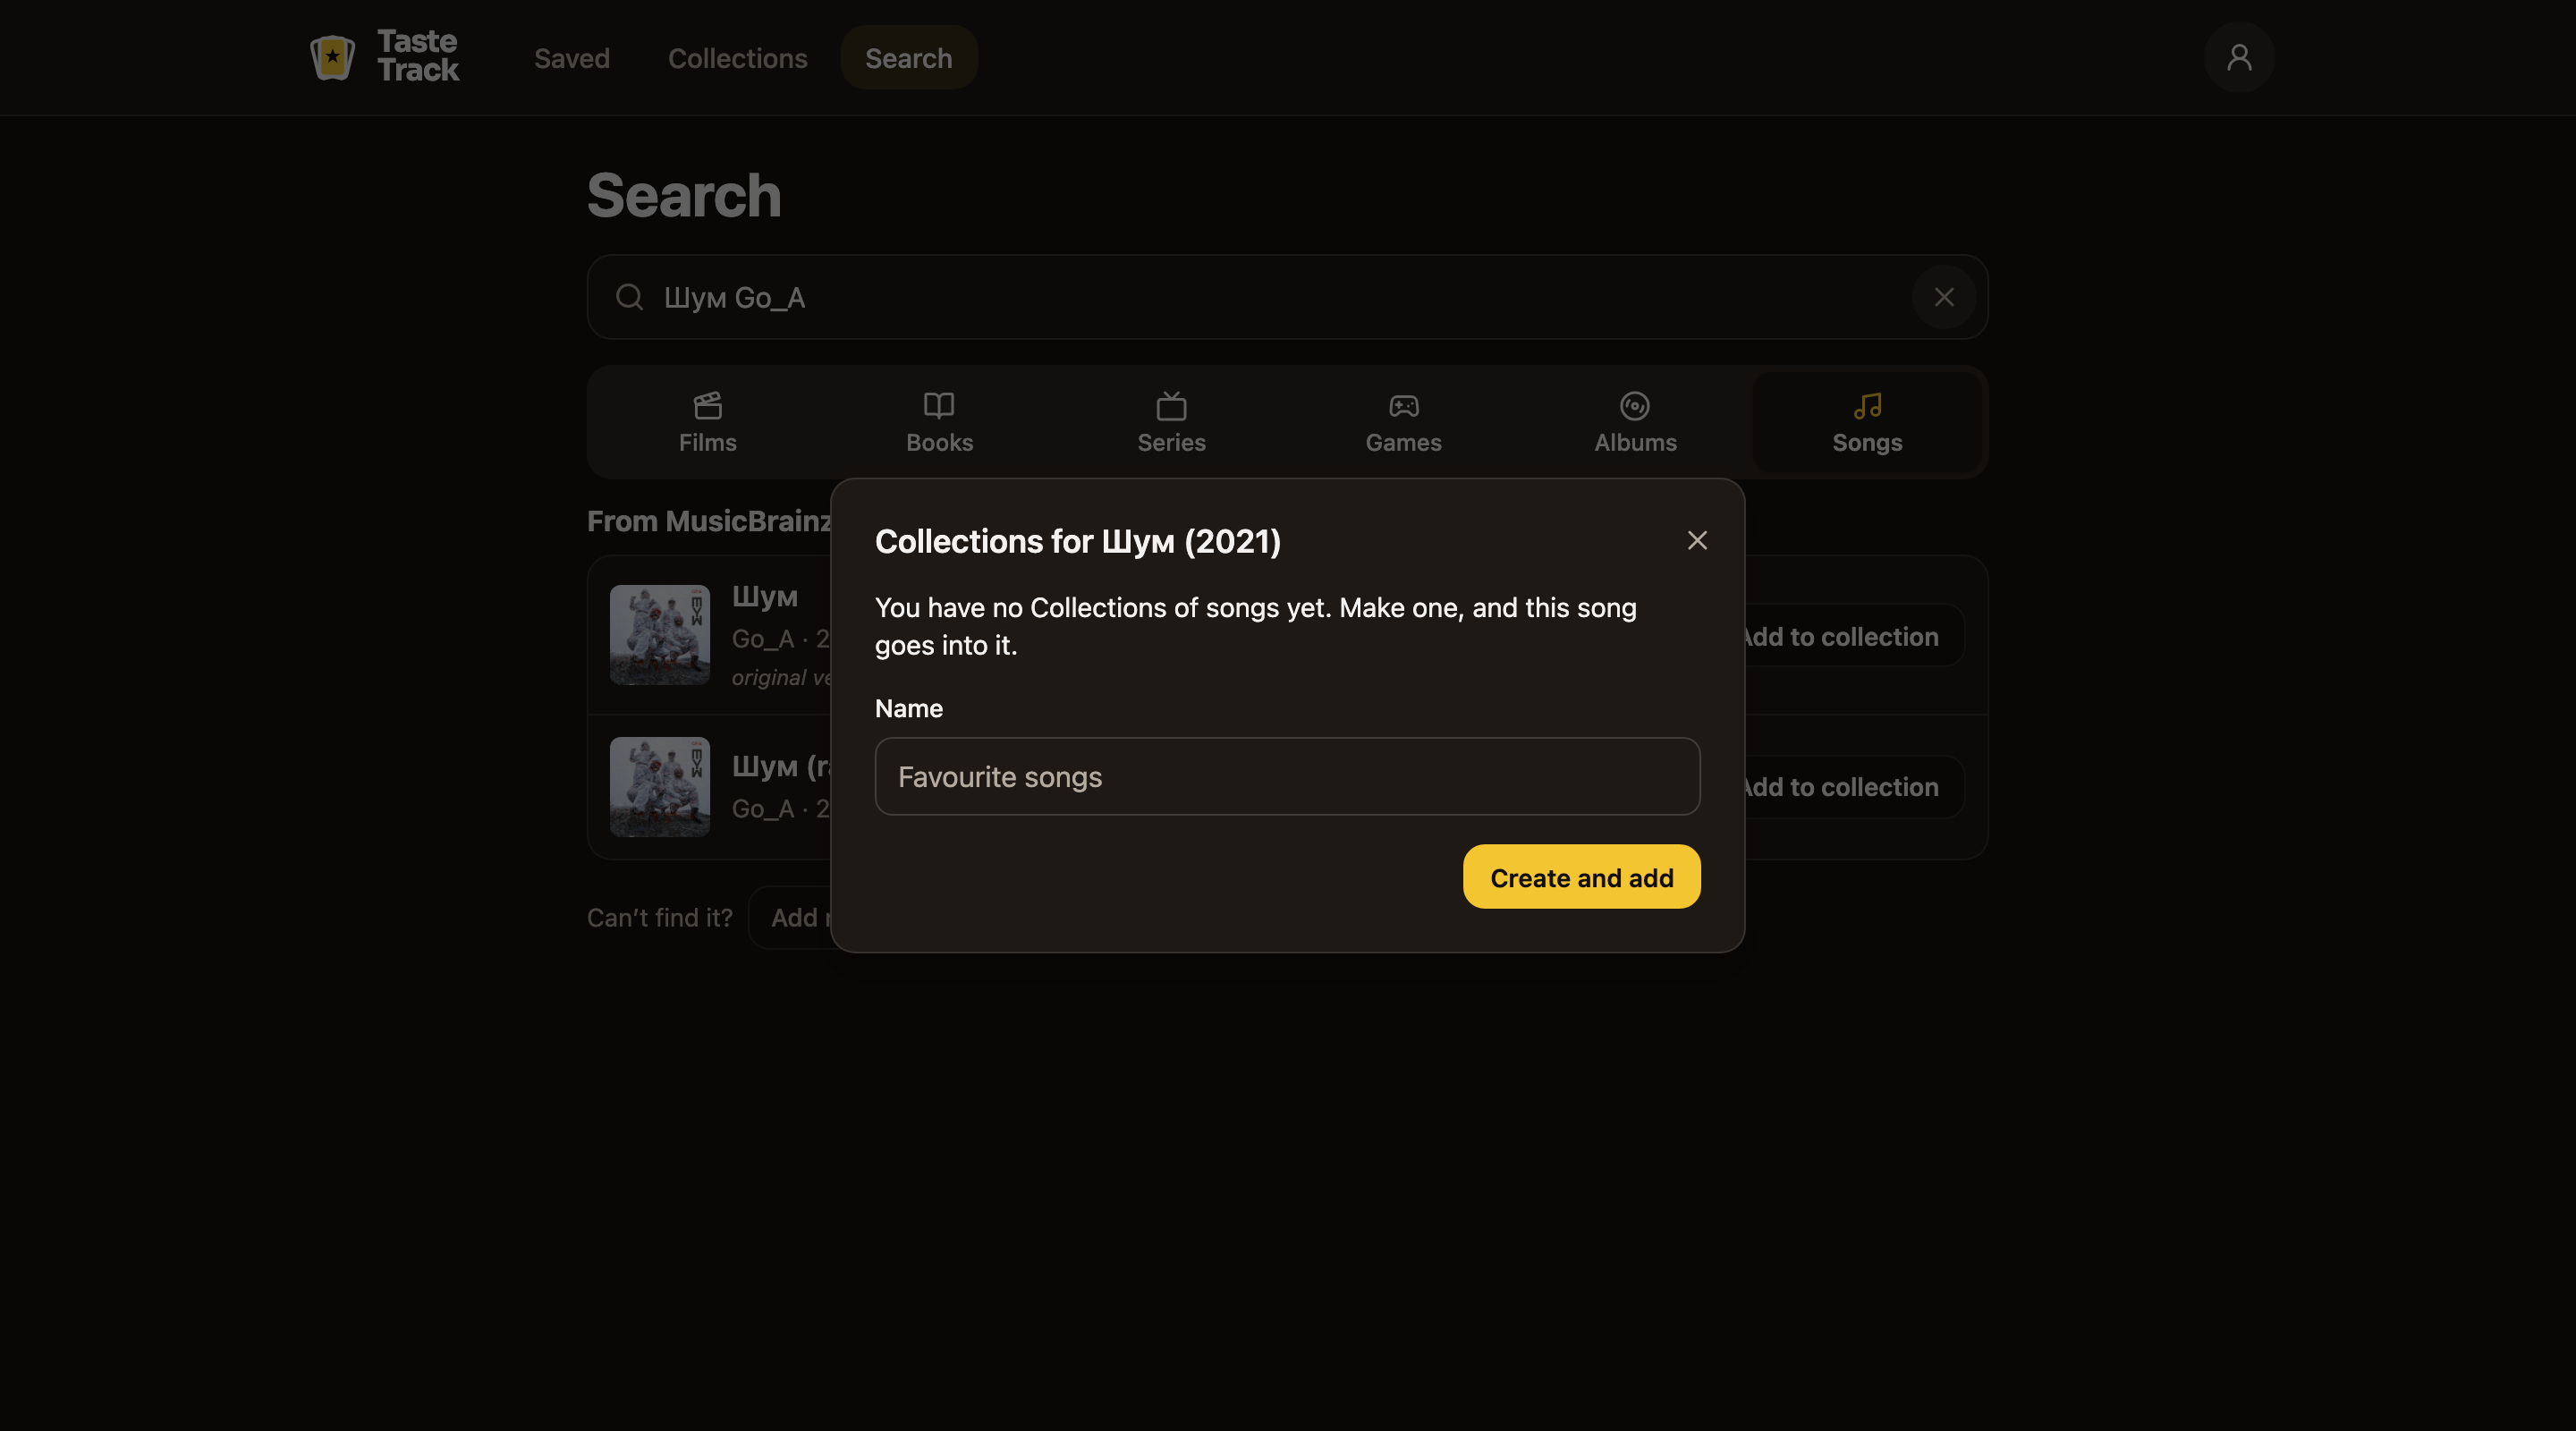 Taste
Track
Saved
Collections
Search
Search
Шум Go_A
Films
Books
Series
Games
Albums
Songs
From MusicBrainz
Collections for Шум (2021)
You have no Collections of songs yet. Make one, and this song
goes into it.
Name
Favourite songs
Create and add
Шум
Go_A · 2
original
Add to collection
Шум
Go_A · 2
Add to collection
Can’t find it?
Add